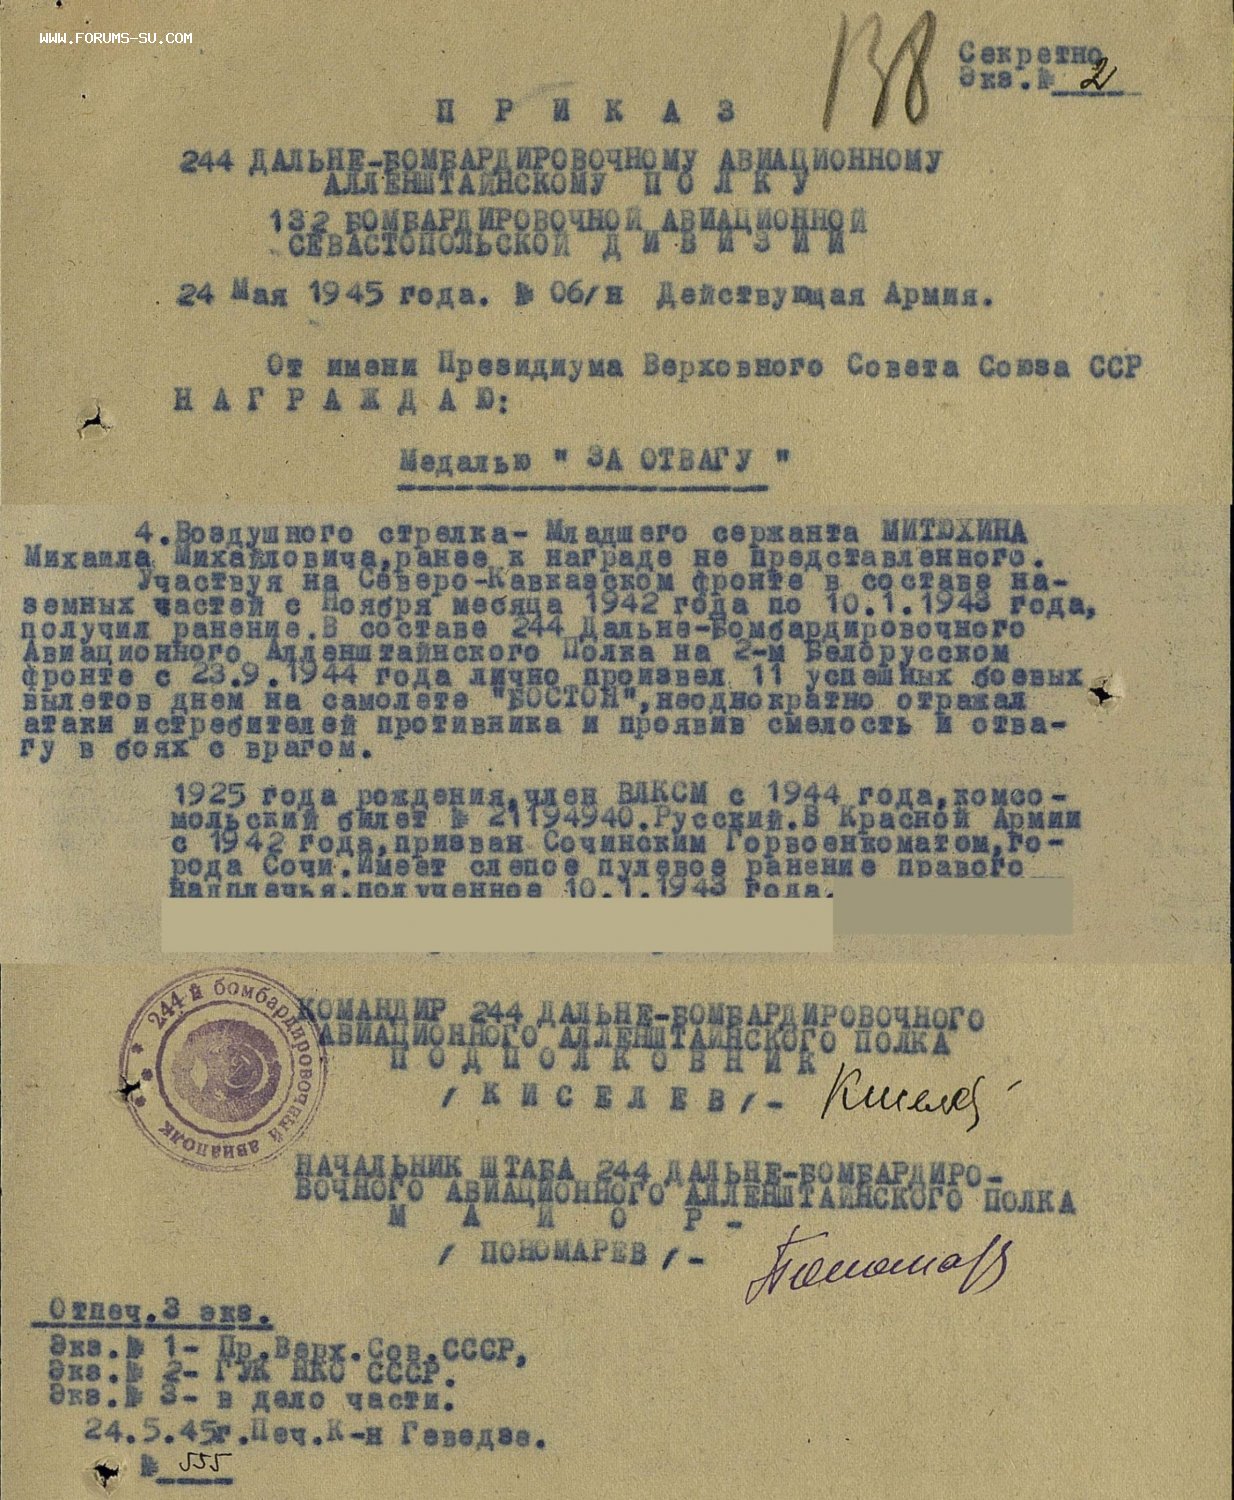 WWW.FORUMS-SU.COM
138
Секретно
Экз.№ 2
П Р И К А З
244 ДАЛЬНЕ-БОМБАРДИРОВОЧНОМУ АВИАЦИОННОМУ
АЛЛЕНШТАЙНСКОМУ П О Л К У
132 БОМБАРДИРОВОЧНОЙ АВИАЦИОННОЙ
СЕВАСТОПОЛЬСКОЙ Д И В И З И И
24 Мая 1945 года. № 06/н Действующая Армия.
От имени Президиума Верховного Совета Союза ССР
Н А Г Р А Ж Д А Ю:
Медалью " ЗА ОТВАГУ "
4.Воздушного стрелка- Младшего сержанта МИТЮХИНА
Михаила Михайловича,ранее к награде не представленного.
Участвуя на Северо-Кавказском фронте в составе на-
земных частей с Ноября месяца 1942 года по 10.1.1943 года,
получил ранение.В составе 244 Дальне-Бомбардировочного
Авиационного Алленштайнского Полка на 2-м Белорусском
фронте с 23.9.1944 года лично произвел 11 успешных боевых
вылетов днем на самолете "БОСТОН",неоднократно отражал
атаки истребителей противника и проявив смелость и отва-
гу в боях с врагом.
1925 года рождения,член ВЛКСМ с 1944 года,комсо-
мольский билет № 21194940.Русский.В Красной Армии
с 1942 года,призван Сочинским Горвоенкоматом,го-
рода Сочи.Имеет слепое пулевое ранение правого
надплечья,полученное 10.1.1943 года.
244 й бомбардировочный авиаполк
КОМАНДИР 244 ДАЛЬНЕ-БОМБАРДИРОВОЧНОГО
АВИАЦИОННОГО АЛЛЕНШТАЙНСКОГО ПОЛКА
П О Д П О Л К О В Н И К
/ К И С Е Л Е В /- Киселев
НАЧАЛЬНИК ШТАБА 244 ДАЛЬНЕ-БОМБАРДИРО-
ВОЧНОГО АВИАЦИОННОГО АЛЛЕНШТАЙНСКОГО ПОЛКА
М А И О Р -
/ ПОНОМАРЕВ /- Пономарев
Отпеч.3 экз.
Экз.№ 1- Пр.Верх.Сов.СССР,
Экз.№ 2- ГУК НКО СССР.
Экз.№ 3- в дело части.
24.5.45г.Печ.К-н Геведзе.
№ 555